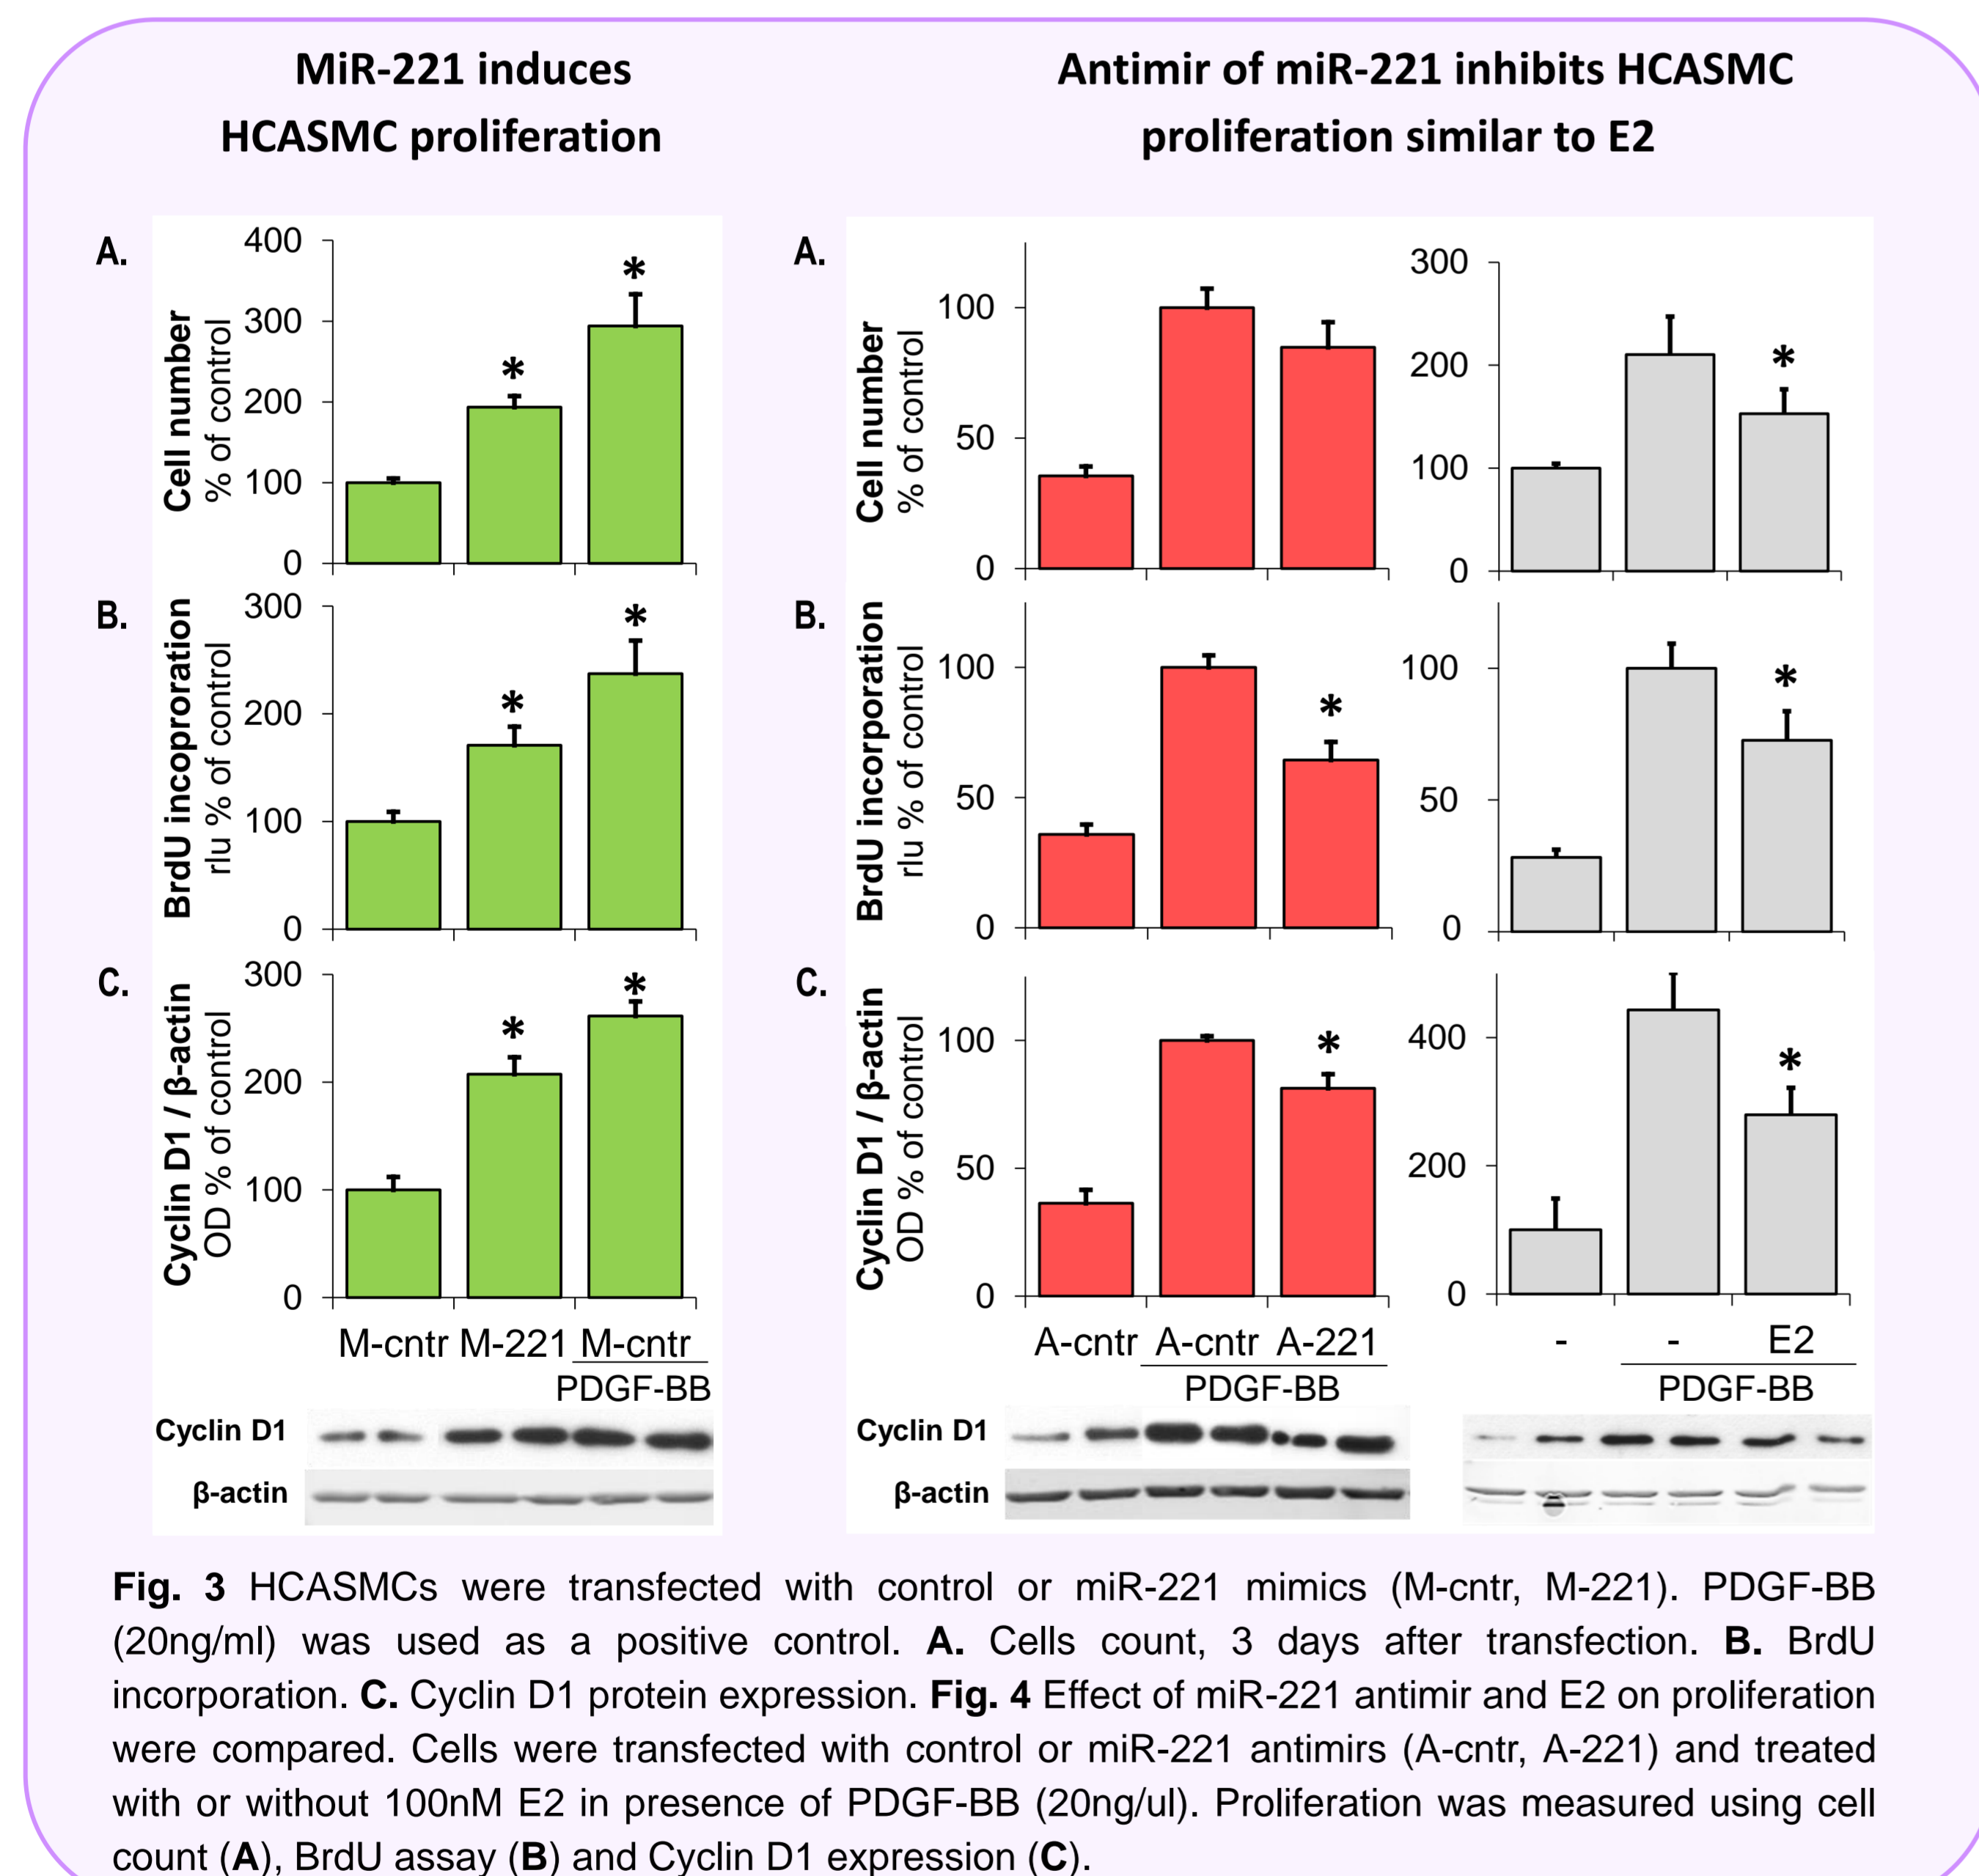 MiR-221 induces
HCASMC proliferation
Antimir of miR-221 inhibits HCASMC
proliferation similar to E2
A.
Cell number
% of control
400
300
200
100
0
*
*
B.
BrdU incoproration
rlu % of control
300
200
100
0
*
*
C.
Cyclin D1 / β-actin
OD % of control
300
200
100
0
*
*
M-cntr M-221 M-cntr
PDGF-BB
Cyclin D1
β-actin
A.
Cell number
% of control
100
50
0
300
200
100
0
*
B.
BrdU incorporation
rlu % of control
100
50
0
*
100
50
0
*
C.
Cyclin D1 / β-actin
OD % of control
100
50
0
*
400
200
0
*
A-cntr A-cntr A-221
PDGF-BB
- - E2
PDGF-BB
Cyclin D1
β-actin
Fig. 3 HCASMCs were transfected with control or miR-221 mimics (M-cntr, M-221). PDGF-BB
(20ng/ml) was used as a positive control. A. Cells count, 3 days after transfection. B. BrdU
incorporation. C. Cyclin D1 protein expression. Fig. 4 Effect of miR-221 antimir and E2 on proliferation
were compared. Cells were transfected with control or miR-221 antimirs (A-cntr, A-221) and treated
with or without 100nM E2 in presence of PDGF-BB (20ng/ul). Proliferation was measured using cell
count (A), BrdU assay (B) and Cyclin D1 expression (C).